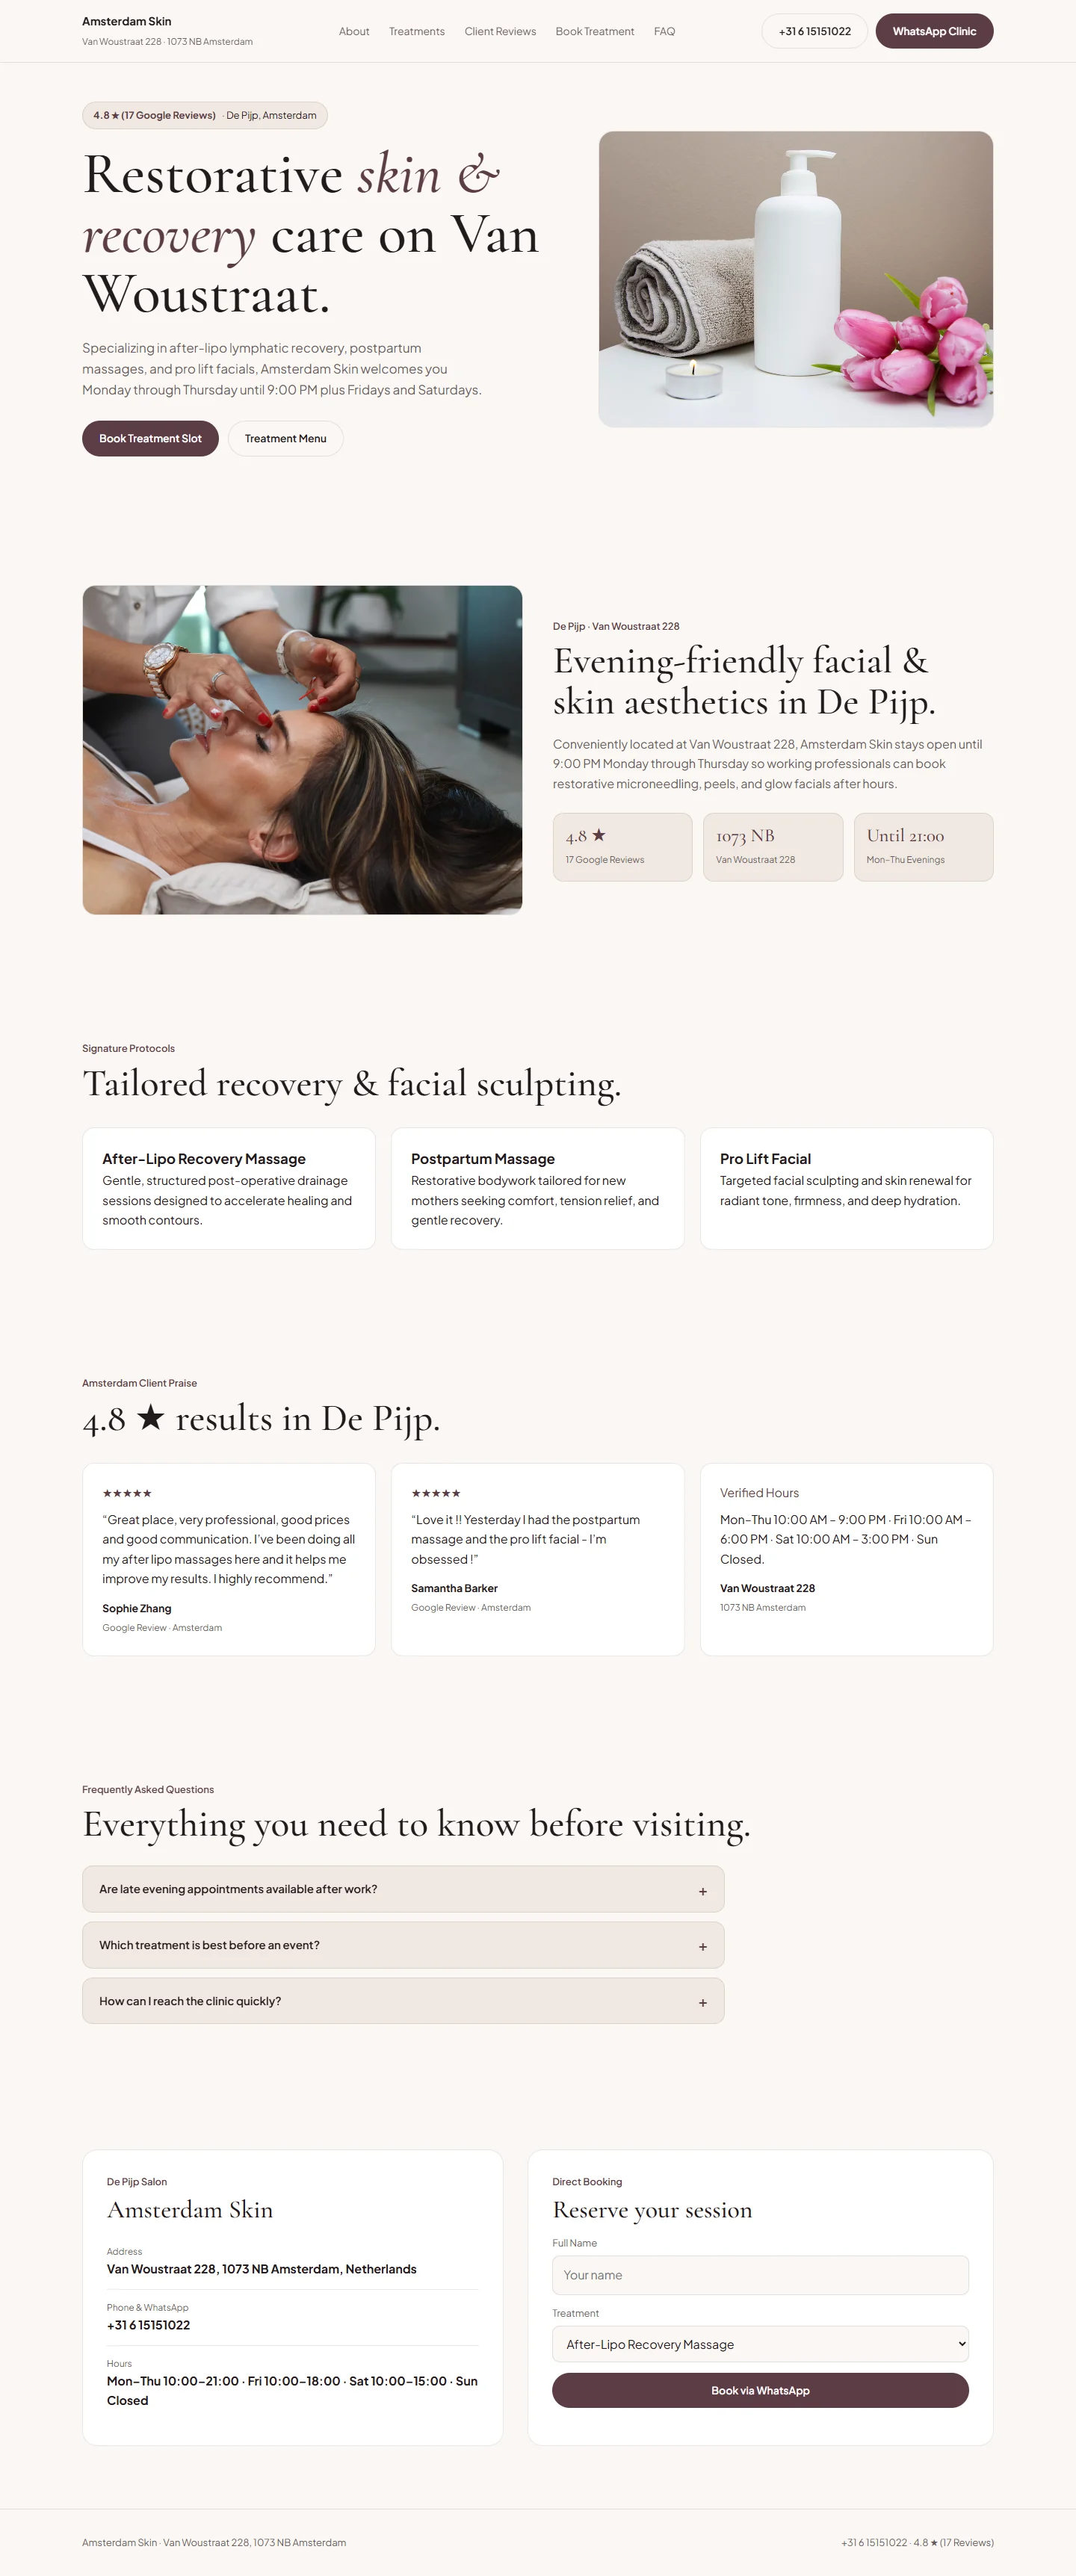 Amsterdam Skin
Van Woustraat 228 · 1073 NB Amsterdam
About
Treatments
Client Reviews
Book Treatment
FAQ
+31 6 15151022
WhatsApp Clinic
4.8 ★ (17 Google Reviews) · De Pijp, Amsterdam
Restorative skin &
recovery care on Van
Woustraat.
Specializing in after-lipo lymphatic recovery, postpartum
massages, and pro lift facials, Amsterdam Skin welcomes you
Monday through Thursday until 9:00 PM plus Fridays and Saturdays.
Book Treatment Slot
Treatment Menu
De Pijp · Van Woustraat 228
Evening-friendly facial &
skin aesthetics in De Pijp.
Conveniently located at Van Woustraat 228, Amsterdam Skin stays open until
9:00 PM Monday through Thursday so working professionals can book
restorative microneedling, peels, and glow facials after hours.
4.8 ★
17 Google Reviews
1073 NB
Van Woustraat 228
Until 21:00
Mon–Thu Evenings
Signature Protocols
Tailored recovery & facial sculpting.
After-Lipo Recovery Massage
Gentle, structured post-operative drainage
sessions designed to accelerate healing and
smooth contours.
Postpartum Massage
Restorative bodywork tailored for new
mothers seeking comfort, tension relief, and
gentle recovery.
Pro Lift Facial
Targeted facial sculpting and skin renewal for
radiant tone, firmness, and deep hydration.
Amsterdam Client Praise
4.8 ★ results in De Pijp.
★★★★★
“Great place, very professional, good prices
and good communication. I’ve been doing all
my after lipo massages here and it helps me
improve my results. I highly recommend.”
Sophie Zhang
Google Review · Amsterdam
★★★★★
“Love it !! Yesterday I had the postpartum
massage and the pro lift facial - I’m
obsessed !”
Samantha Barker
Google Review · Amsterdam
Verified Hours
Mon–Thu 10:00 AM – 9:00 PM · Fri 10:00 AM –
6:00 PM · Sat 10:00 AM – 3:00 PM · Sun
Closed.
Van Woustraat 228
1073 NB Amsterdam
Frequently Asked Questions
Everything you need to know before visiting.
Are late evening appointments available after work?
+
Which treatment is best before an event?
+
How can I reach the clinic quickly?
+
De Pijp Salon
Amsterdam Skin
Address
Van Woustraat 228, 1073 NB Amsterdam, Netherlands
Phone & WhatsApp
+31 6 15151022
Hours
Mon–Thu 10:00–21:00 · Fri 10:00–18:00 · Sat 10:00–15:00 · Sun
Closed
Direct Booking
Reserve your session
Full Name
Your name
Treatment
After-Lipo Recovery Massage
Book via WhatsApp
Amsterdam Skin · Van Woustraat 228, 1073 NB Amsterdam
+31 6 15151022 · 4.8 ★ (17 Reviews)